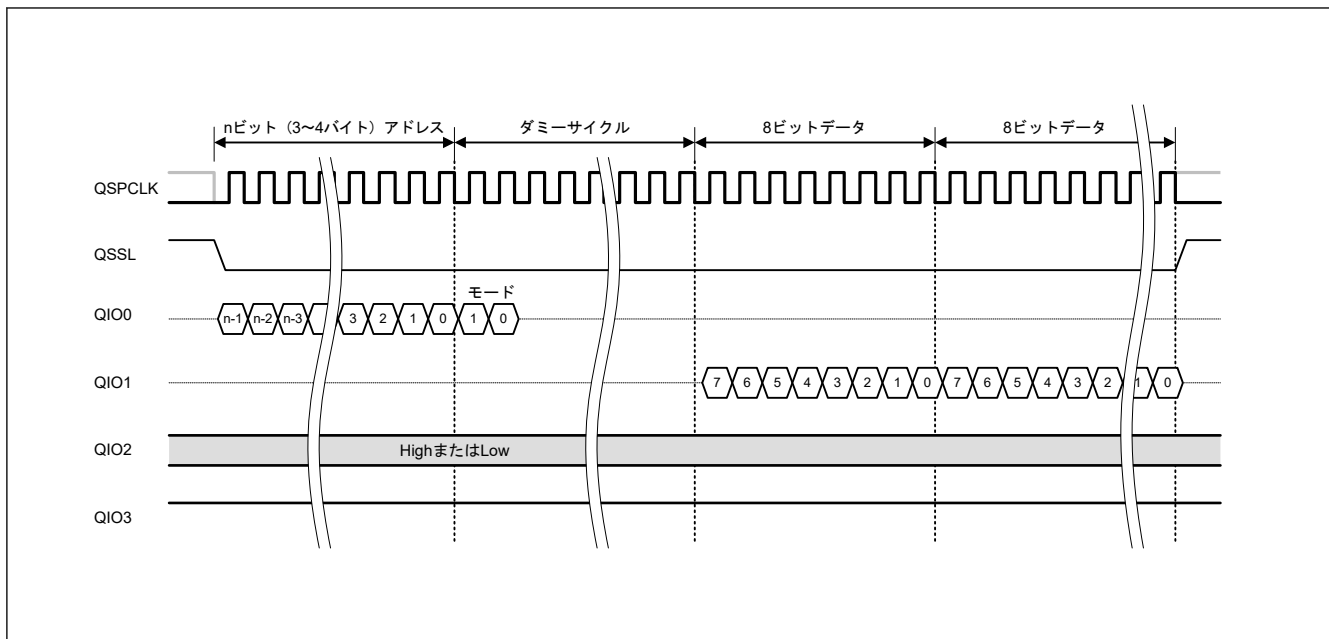 nビット（3～4バイト）アドレス ダミーサイクル 8ビットデータ 8ビットデータ
QSPCLK
QSSL
モード
QIO0 n-1 n-2 n-3 3 2 1 0 1 0
QIO1 7 6 5 4 3 2 1 0 7 6 5 4 3 2 1 0
QIO2 HighまたはLow
QIO3